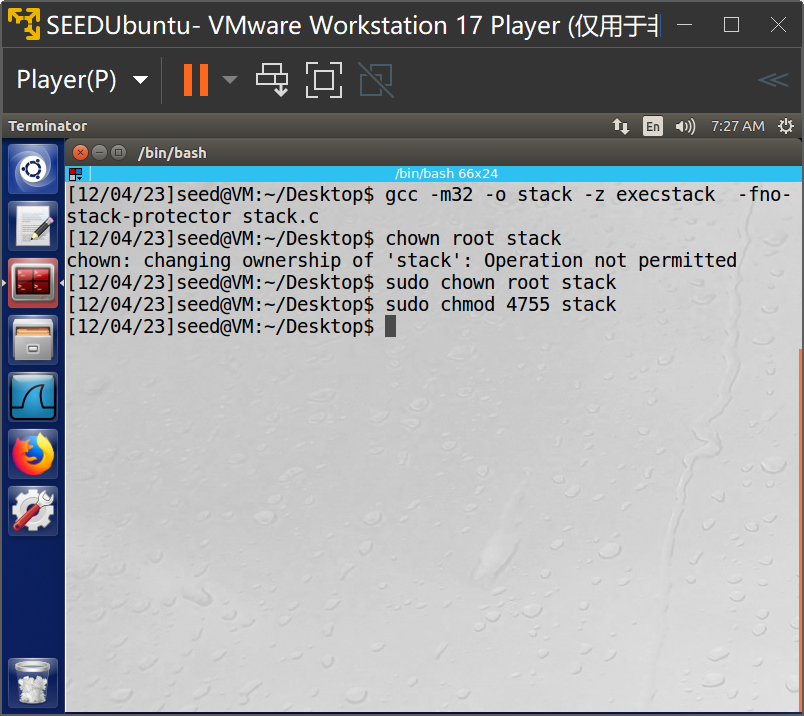 SEEDUbuntu- VMware Workstation 17 Player (仅用于非
Player(P)
Terminator
En
7:27 AM
/bin/bash
/bin/bash 66x24
[12/04/23]seed@VM:~/Desktop$ gcc -m32 -o stack -z execstack  -fno-
stack-protector stack.c
[12/04/23]seed@VM:~/Desktop$ chown root stack
chown: changing ownership of 'stack': Operation not permitted
[12/04/23]seed@VM:~/Desktop$ sudo chown root stack
[12/04/23]seed@VM:~/Desktop$ sudo chmod 4755 stack
[12/04/23]seed@VM:~/Desktop$